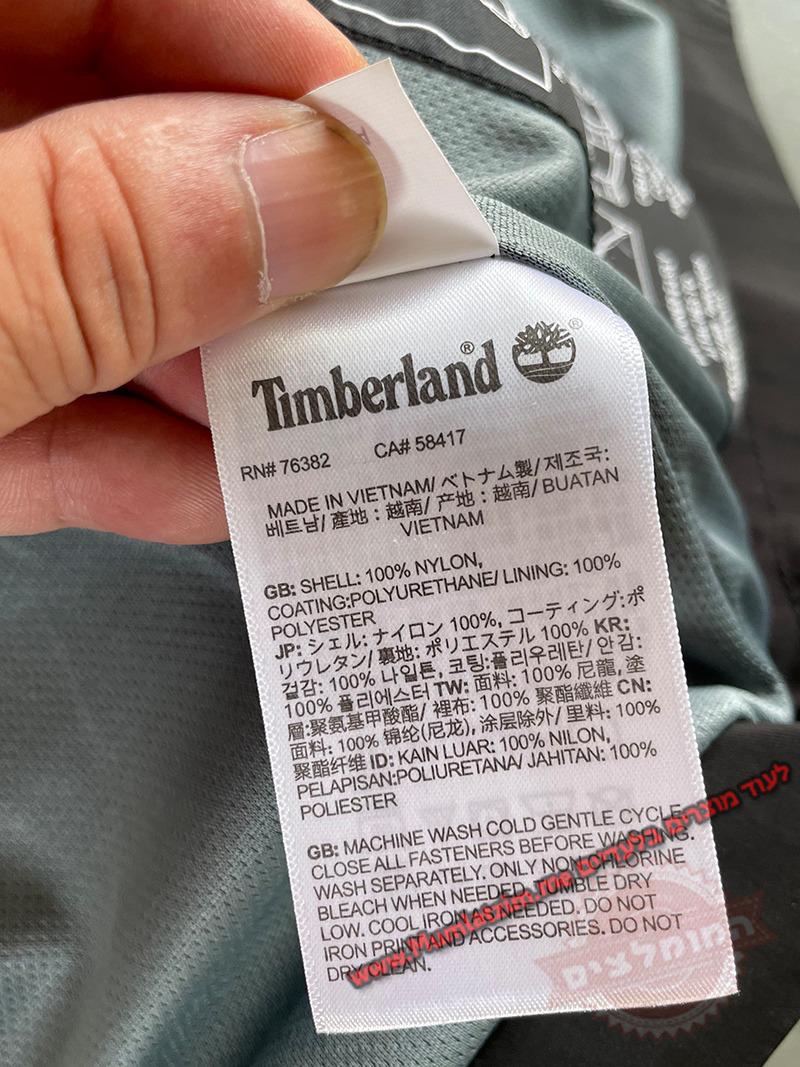 Timberland®
®
RN# 76382 CA# 58417
MADE IN VIETNAM/ ベトナム製/ 제조국:
베트남/ 產地：越南/ 产地：越南/ BUATAN
VIETNAM
GB: SHELL: 100% NYLON,
COATING:POLYURETHANE/ LINING: 100%
POLYESTER
JP: シェル: ナイロン 100%, コーティング:ポ
リウレタン/ 裏地: ポリエステル 100% KR:
겉감: 100% 나일론, 코팅:폴리우레탄/ 안감:
100% 폴리에스터 TW: 面料: 100% 尼龍, 塗
層:聚氨基甲酸酯/ 裡布: 100% 聚酯纖維 CN:
面料: 100% 锦纶(尼龙), 涂层除外/ 里料: 100%
聚酯纤维 ID: KAIN LUAR: 100% NILON,
PELAPISAN:POLIURETANA/ JAHITAN: 100%
POLIESTER
GB: MACHINE WASH COLD GENTLE CYCLE.
CLOSE ALL FASTENERS BEFORE WASHING.
WASH SEPARATELY. ONLY NON-CHLORINE
BLEACH WHEN NEEDED. TUMBLE DRY
LOW. COOL IRON AS NEEDED. DO NOT
IRON PRINT AND ACCESSORIES. DO NOT
DRY CLEAN.
המומלצים